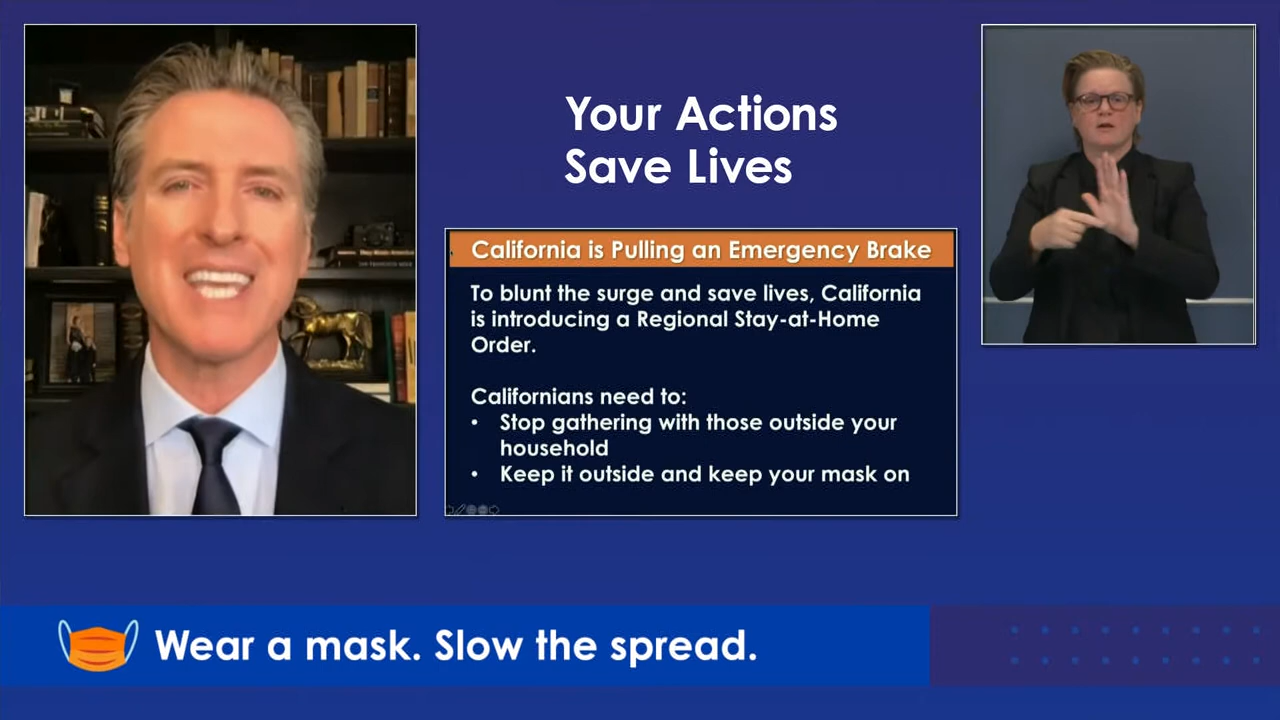 Your Actions
Save Lives
California is Pulling an Emergency Brake
To blunt the surge and save lives, California
is introducing a Regional Stay-at-Home
Order.
Californians need to:
• Stop gathering with those outside your
household
• Keep it outside and keep your mask on
Wear a mask. Slow the spread.